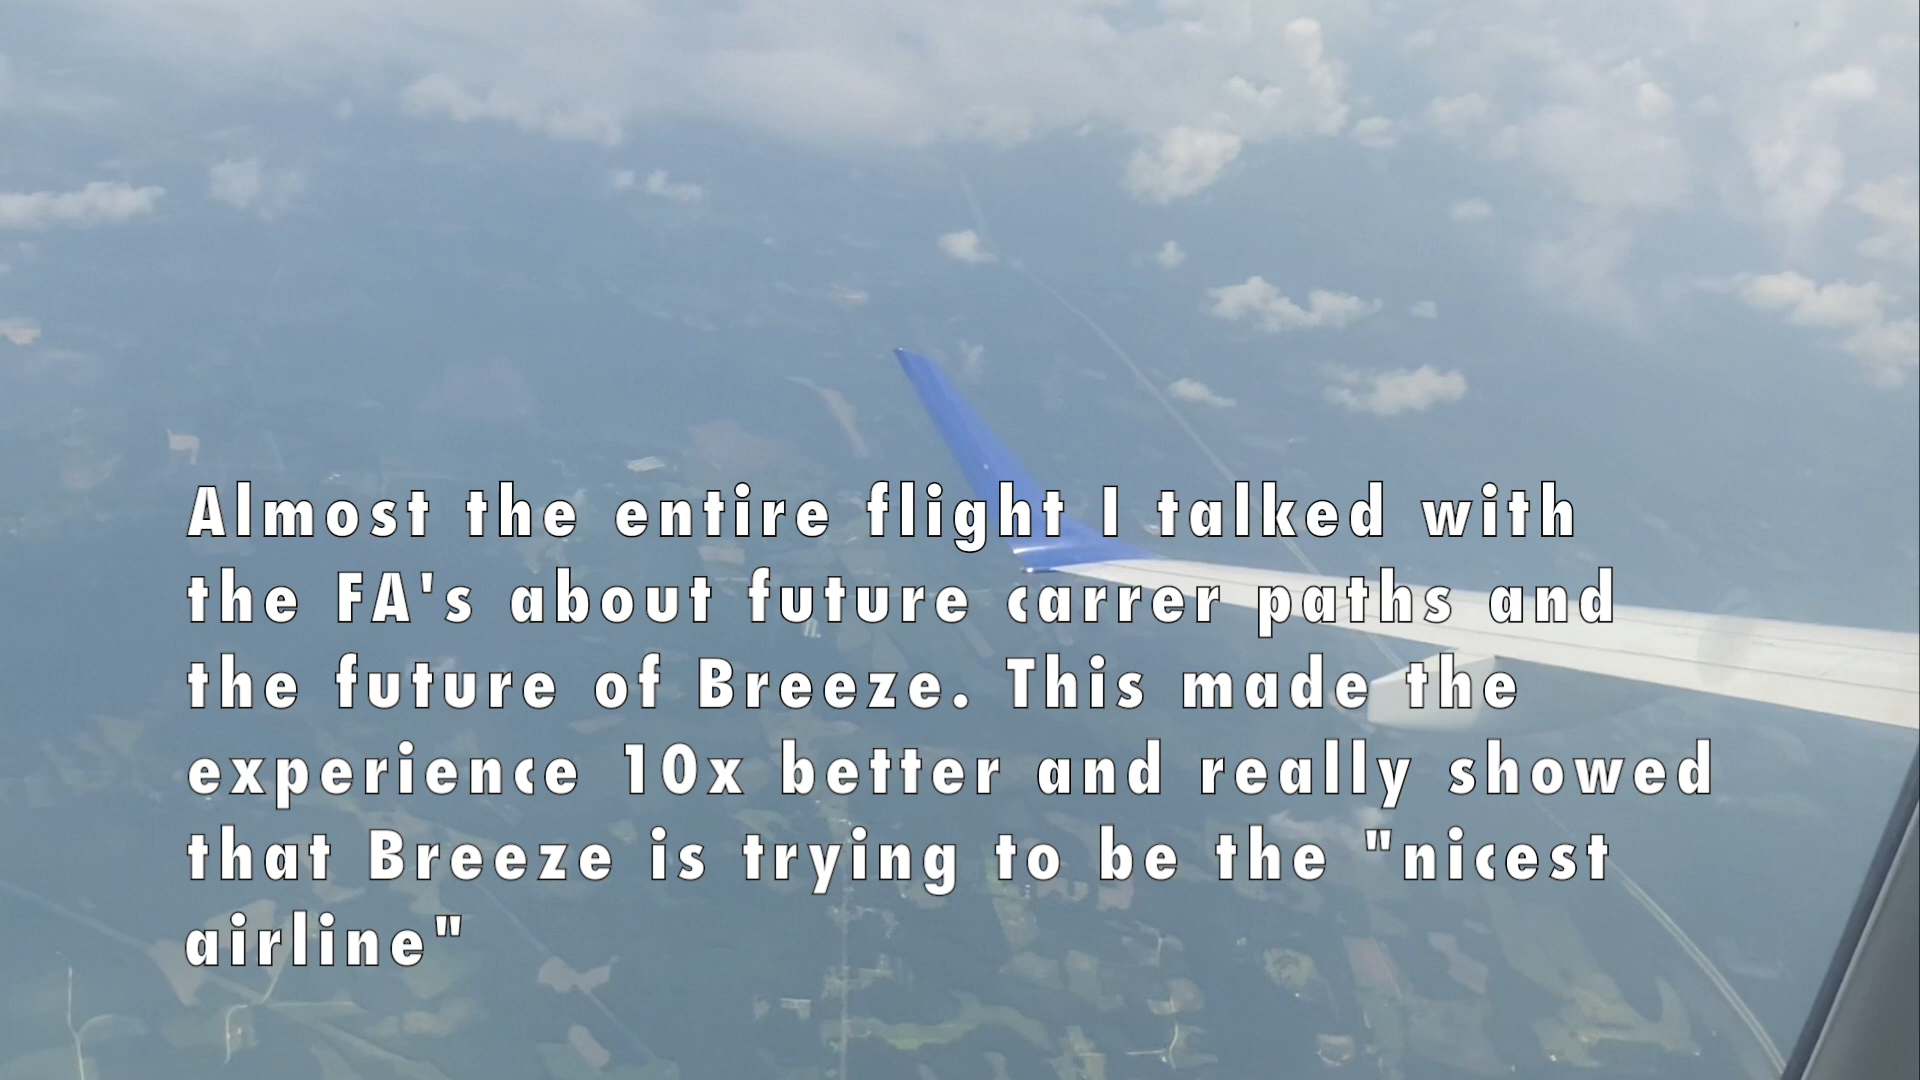 Almost the entire flight I talked with
the FA's about future carrer paths and
the future of Breeze. This made the
experience 10x better and really showed
that Breeze is trying to be the "nicest
airline"